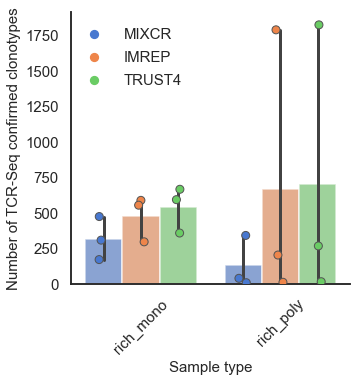 Number of TCR-Seq confirmed clonotypes
1750
1500
1250
1000
750
500
250
0
MIXCR
IMREP
TRUST4
rich_mono
rich_poly
Sample type